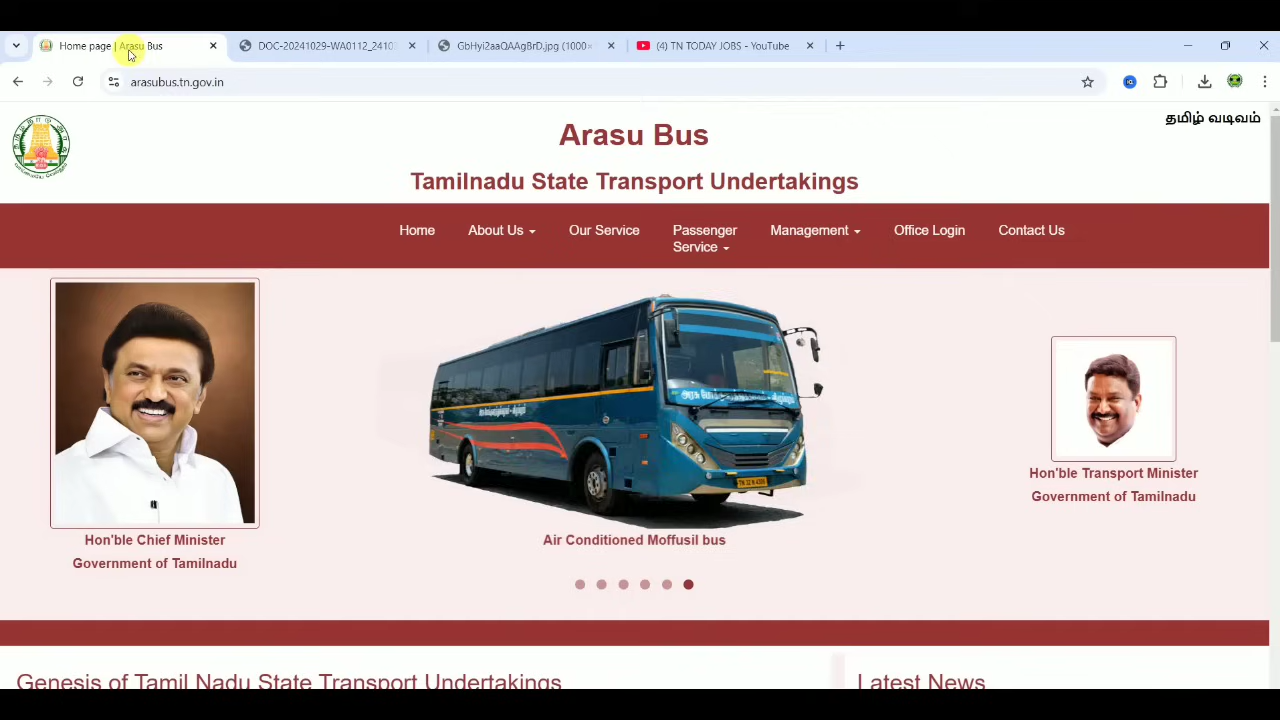 Home page | Arasu Bus
DOC-20241029-WA0112_2410
GbHyi2aaQAAgBrD.jpg (1000×
(4) TN TODAY JOBS - YouTube
arasubus.tn.gov.in
தமிழ் வடிவம்
Arasu Bus
Tamilnadu State Transport Undertakings
Home
About Us
Our Service
Passenger
Service
Management
Office Login
Contact Us
Hon'ble Chief Minister
Government of Tamilnadu
Air Conditioned Moffusil bus
Hon'ble Transport Minister
Government of Tamilnadu
Genesis of Tamil Nadu State Transport Undertakings
Latest News